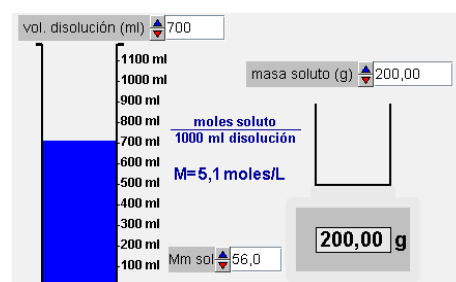 vol. disolución (ml) 700
1100 ml
1000 ml
masa soluto (g) 200,00
900 ml
800 ml
moles soluto
1000 ml disolución
700 ml
600 ml
M=5,1 moles/L
500 ml
400 ml
300 ml
200 ml
200,00 g
Mm sol 56,0
100 ml